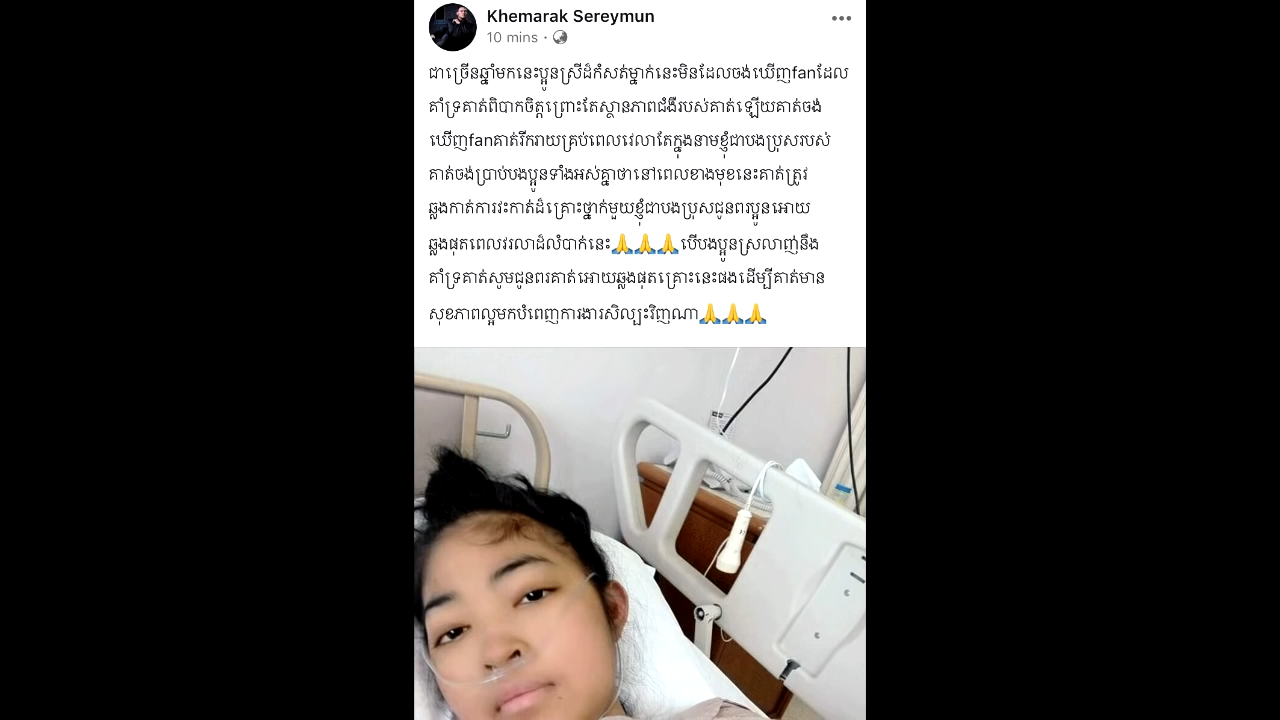 Khemarak Sereymun
10 mins ·
ជាច្រើនឆ្នាំមកនេះប្អូនស្រីដ៏កំសត់ម្នាក់នេះមិនដែលចង់ឃើញfanដែល
គាំទ្រគាត់ពិបាកចិត្តព្រោះតែស្ថានភាពជំងឺរបស់គាត់ឡើយគាត់ចង់
ឃើញfanគាត់រីករាយគ្រប់ពេលវេលាតែក្នុងនាមខ្ញុំជាបងប្រុសរបស់
គាត់ចង់ប្រាប់បងប្អូនទាំងអស់គ្នាថានៅពេលខាងមុខនេះគាត់ត្រូវ
ឆ្លងកាត់ការវះកាត់ដ៏គ្រោះថ្នាក់មួយខ្ញុំជាបងប្រុសជូនពរប្អូនអោយ
ឆ្លងផុតពេលវរលាដ៏លំបាក់នេះ🙏🙏🙏បើបងប្អូនស្រលាញ់នឹង
គាំទ្រគាត់សូមជូនពរគាត់អោយឆ្លងផុតគ្រោះនេះផងដើម្បីគាត់មាន
សុខភាពល្អមកបំពេញការងារសិល្បះវិញណា🙏🙏🙏